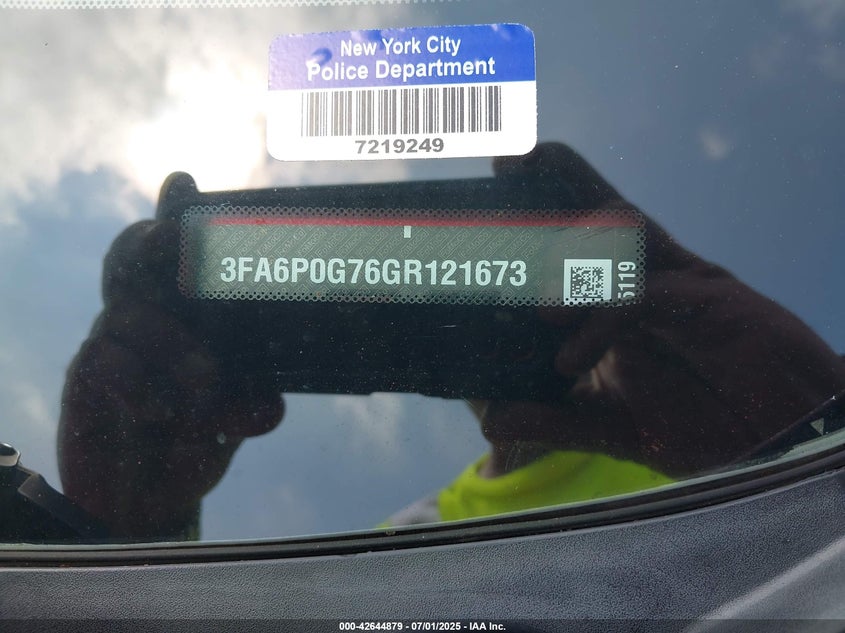 New York City
Police Department
7219249
3FA6P0G76GR121673
5119
000-42644879 - 07/01/2025 - IAA Inc.